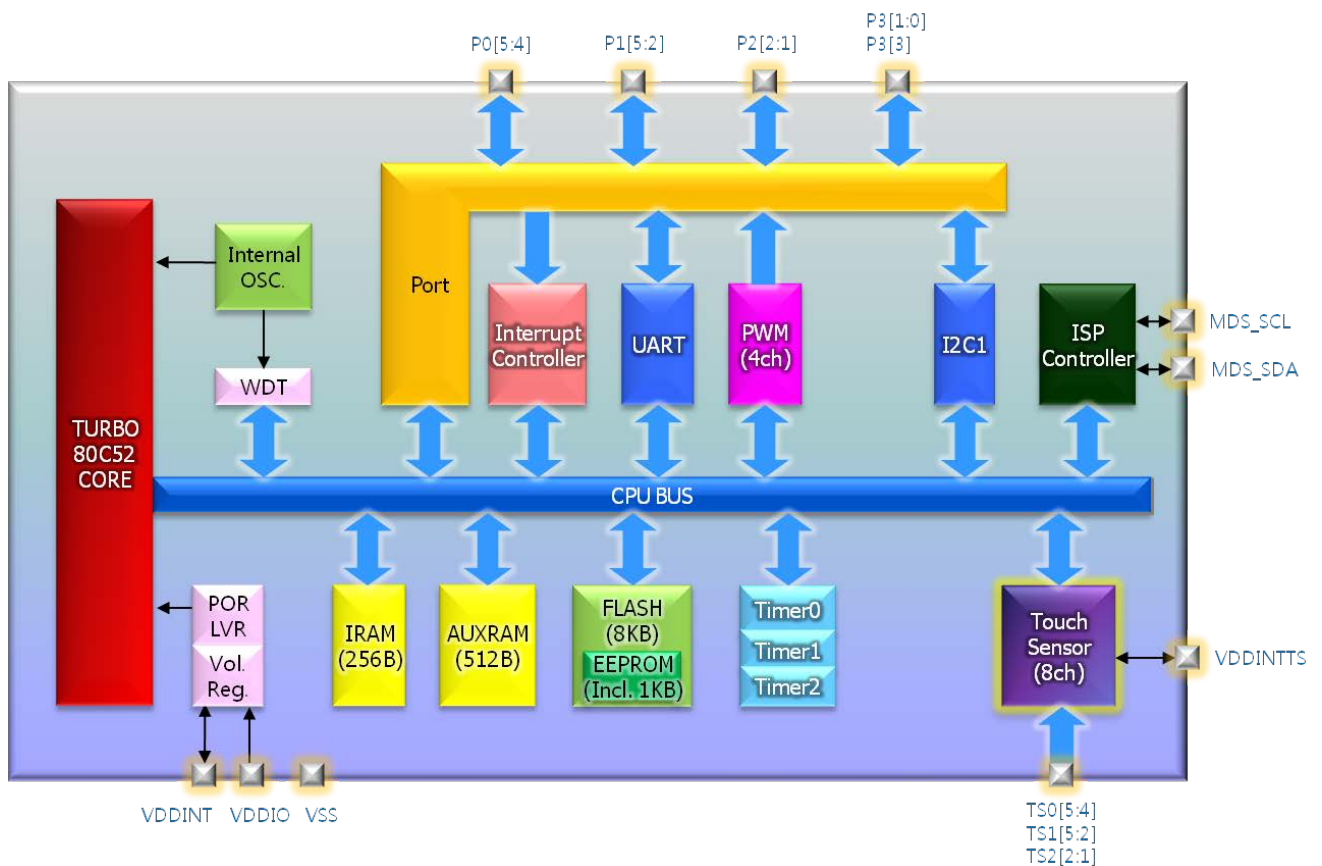 P0[5:4]
P1[5:2]
P2[2:1]
P3[1:0]
P3[3]
Internal
OSC.
Port
Interrupt
Controller
UART
PWM
(4ch)
I2C1
ISP
Controller
MDS_SCL
MDS_SDA
WDT
TURBO
80C52
CORE
CPU BUS
POR
LVR
Vol.
Reg.
IRAM
(256B)
AUXRAM
(512B)
FLASH
(8KB)
EEPROM
(Incl. 1KB)
Timer0
Timer1
Timer2
Touch
Sensor
(8ch)
VDDINTTS
VDDINT
VDDIO
VSS
TS0[5:4]
TS1[5:2]
TS2[2:1]